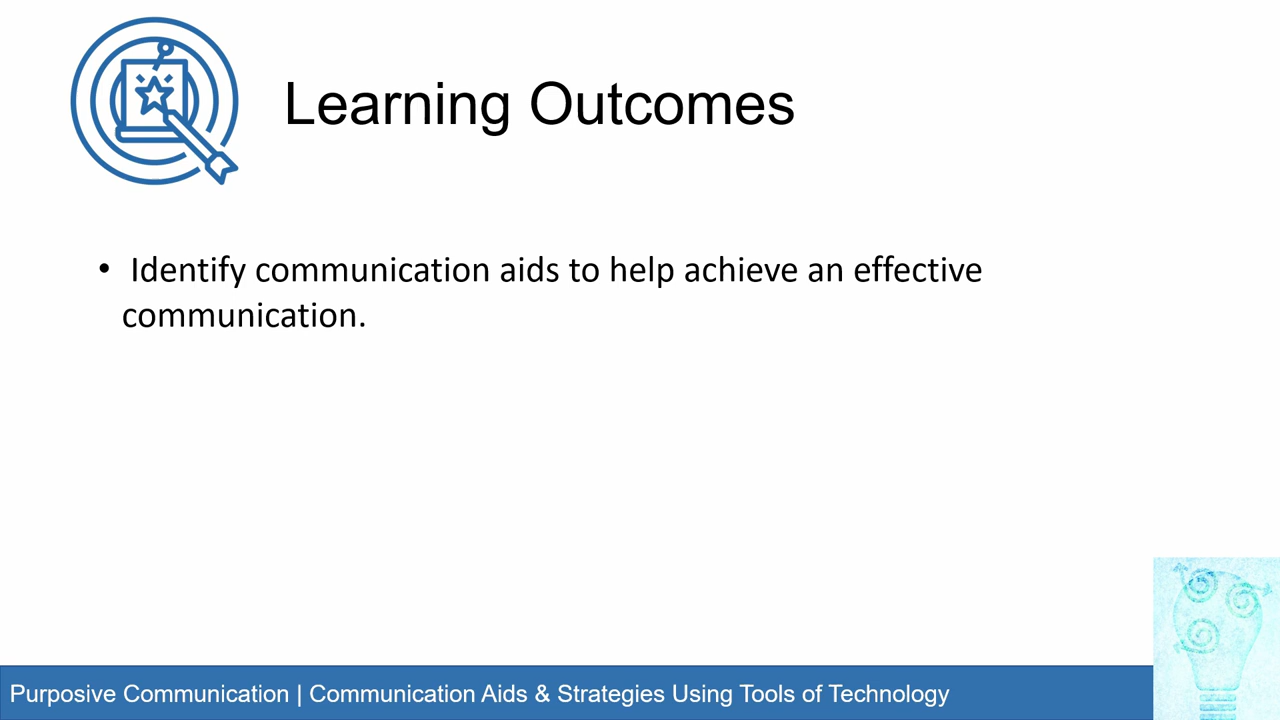 Learning Outcomes
• Identify communication aids to help achieve an effective
communication.
Purposive Communication | Communication Aids & Strategies Using Tools of Technology